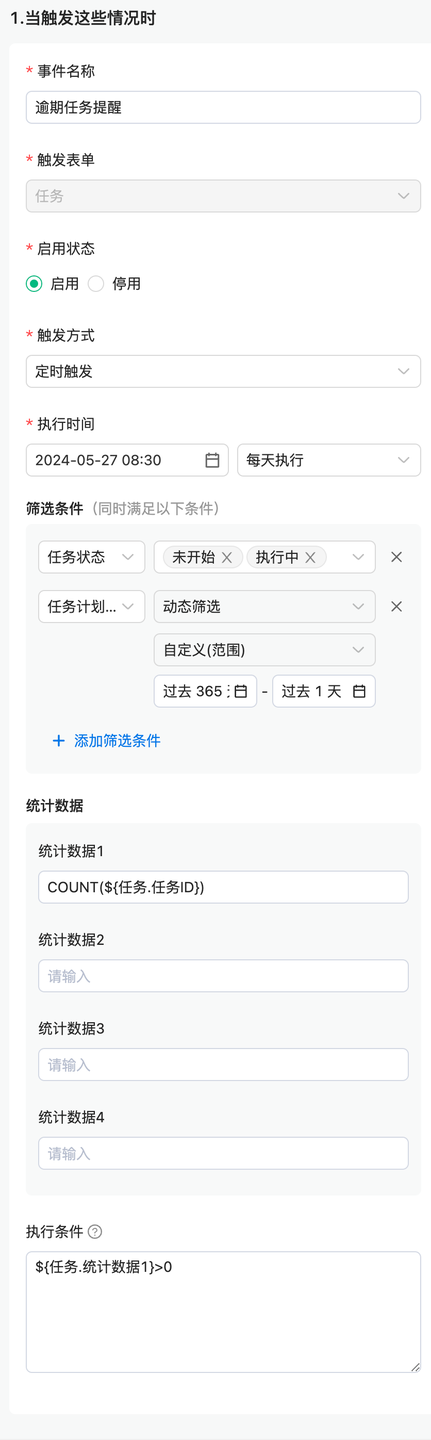 1.当触发这些情况时
* 事件名称
逾期任务提醒
* 触发表单
任务
* 启用状态
启用 停用
* 触发方式
定时触发
* 执行时间
2024-05-27 08:30 每天执行
筛选条件（同时满足以下条件）
任务状态 未开始 执行中
任务计划... 动态筛选
自定义(范围)
过去 365 - 过去 1 天
+ 添加筛选条件
统计数据
统计数据1
COUNT(${任务.任务ID})
统计数据2
请输入
统计数据3
请输入
统计数据4
请输入
执行条件 ?
${任务.统计数据1}>0